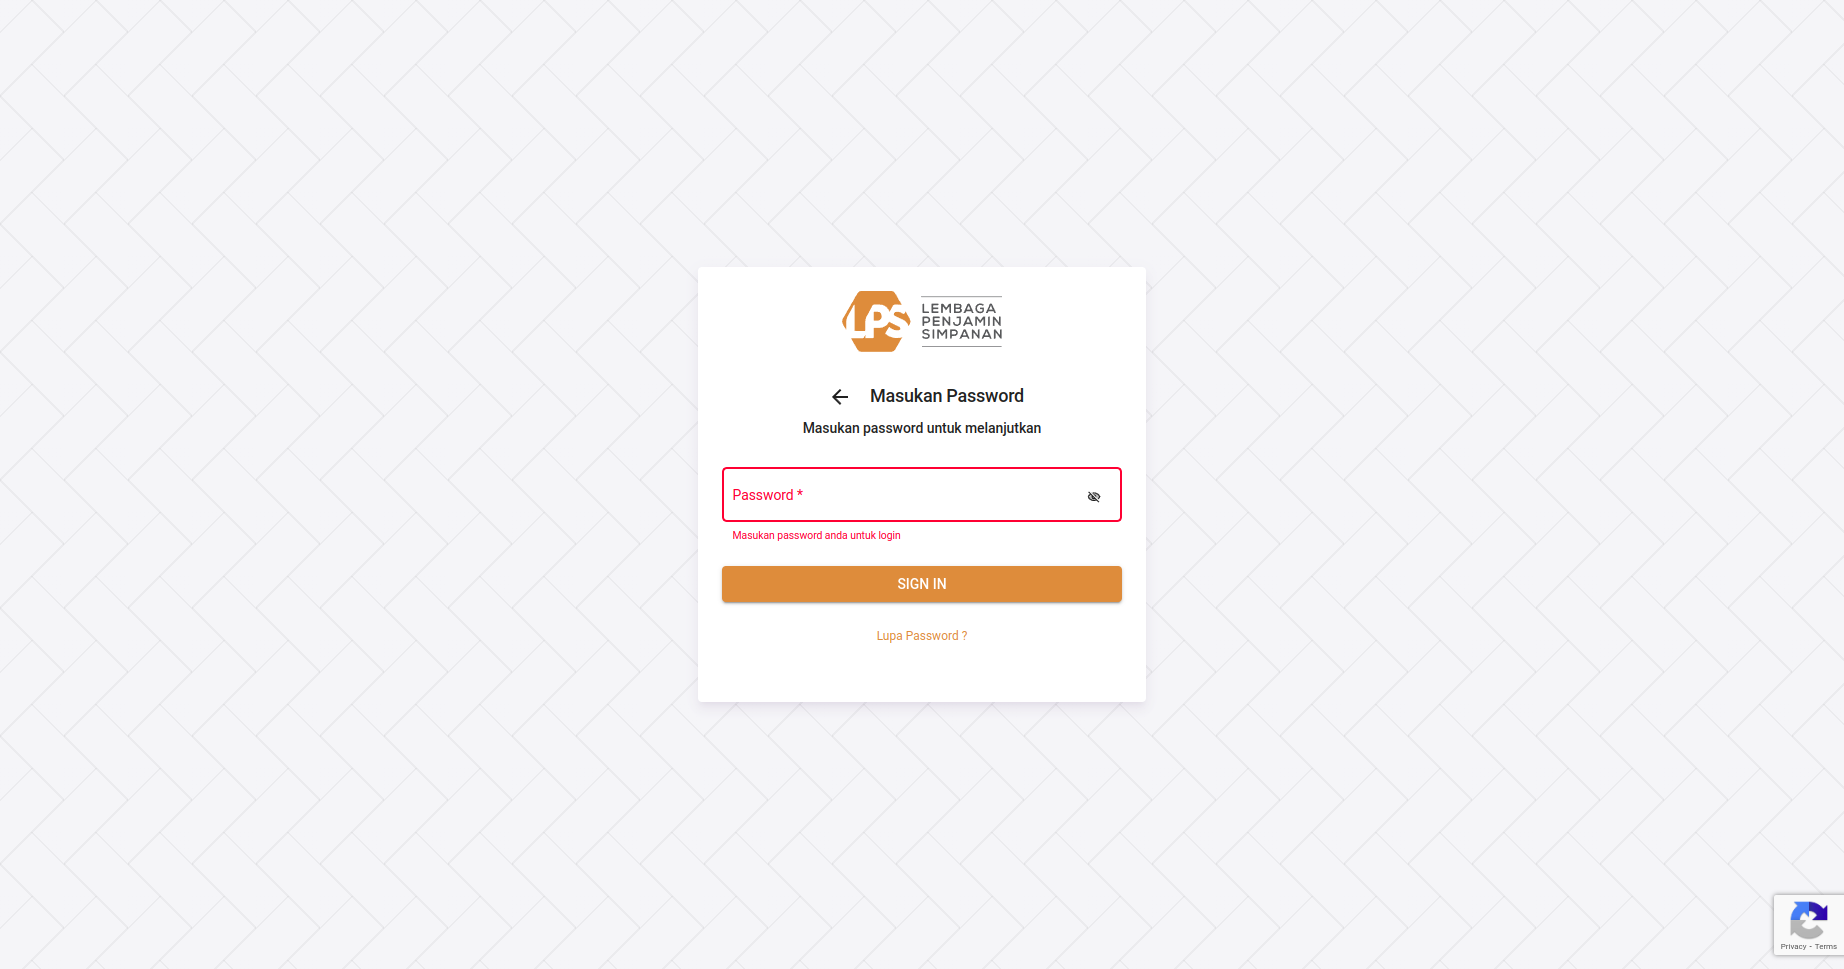 LPS
LEMBAGA
PENJAMIN
SIMPANAN
Masukan Password
Masukan password untuk melanjutkan
Password *
Masukan password anda untuk login
SIGN IN
Lupa Password ?
Privacy - Terms